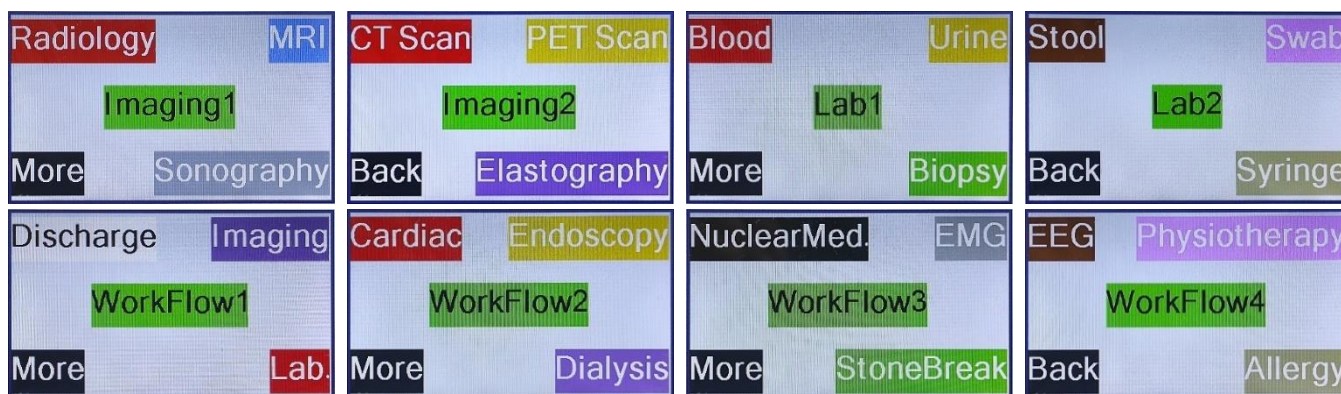 Radiology MRI
Imaging1
More Sonography
CT Scan PET Scan
Imaging2
Back Elastography
Blood Urine
Lab1
More Biopsy
Stool Swab
Lab2
Back Syringe
Discharge Imaging
WorkFlow1
More Lab.
Cardiac Endoscopy
WorkFlow2
More Dialysis
NuclearMed. EMG
WorkFlow3
More StoneBreak
EEG Physiotherapy
WorkFlow4
Back Allergy